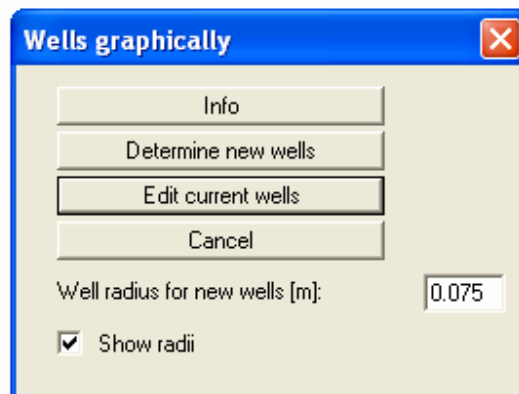 Wells graphically
Info
Determine new wells
Edit current wells
Cancel
Well radius for new wells [m]: 0.075
Show radii